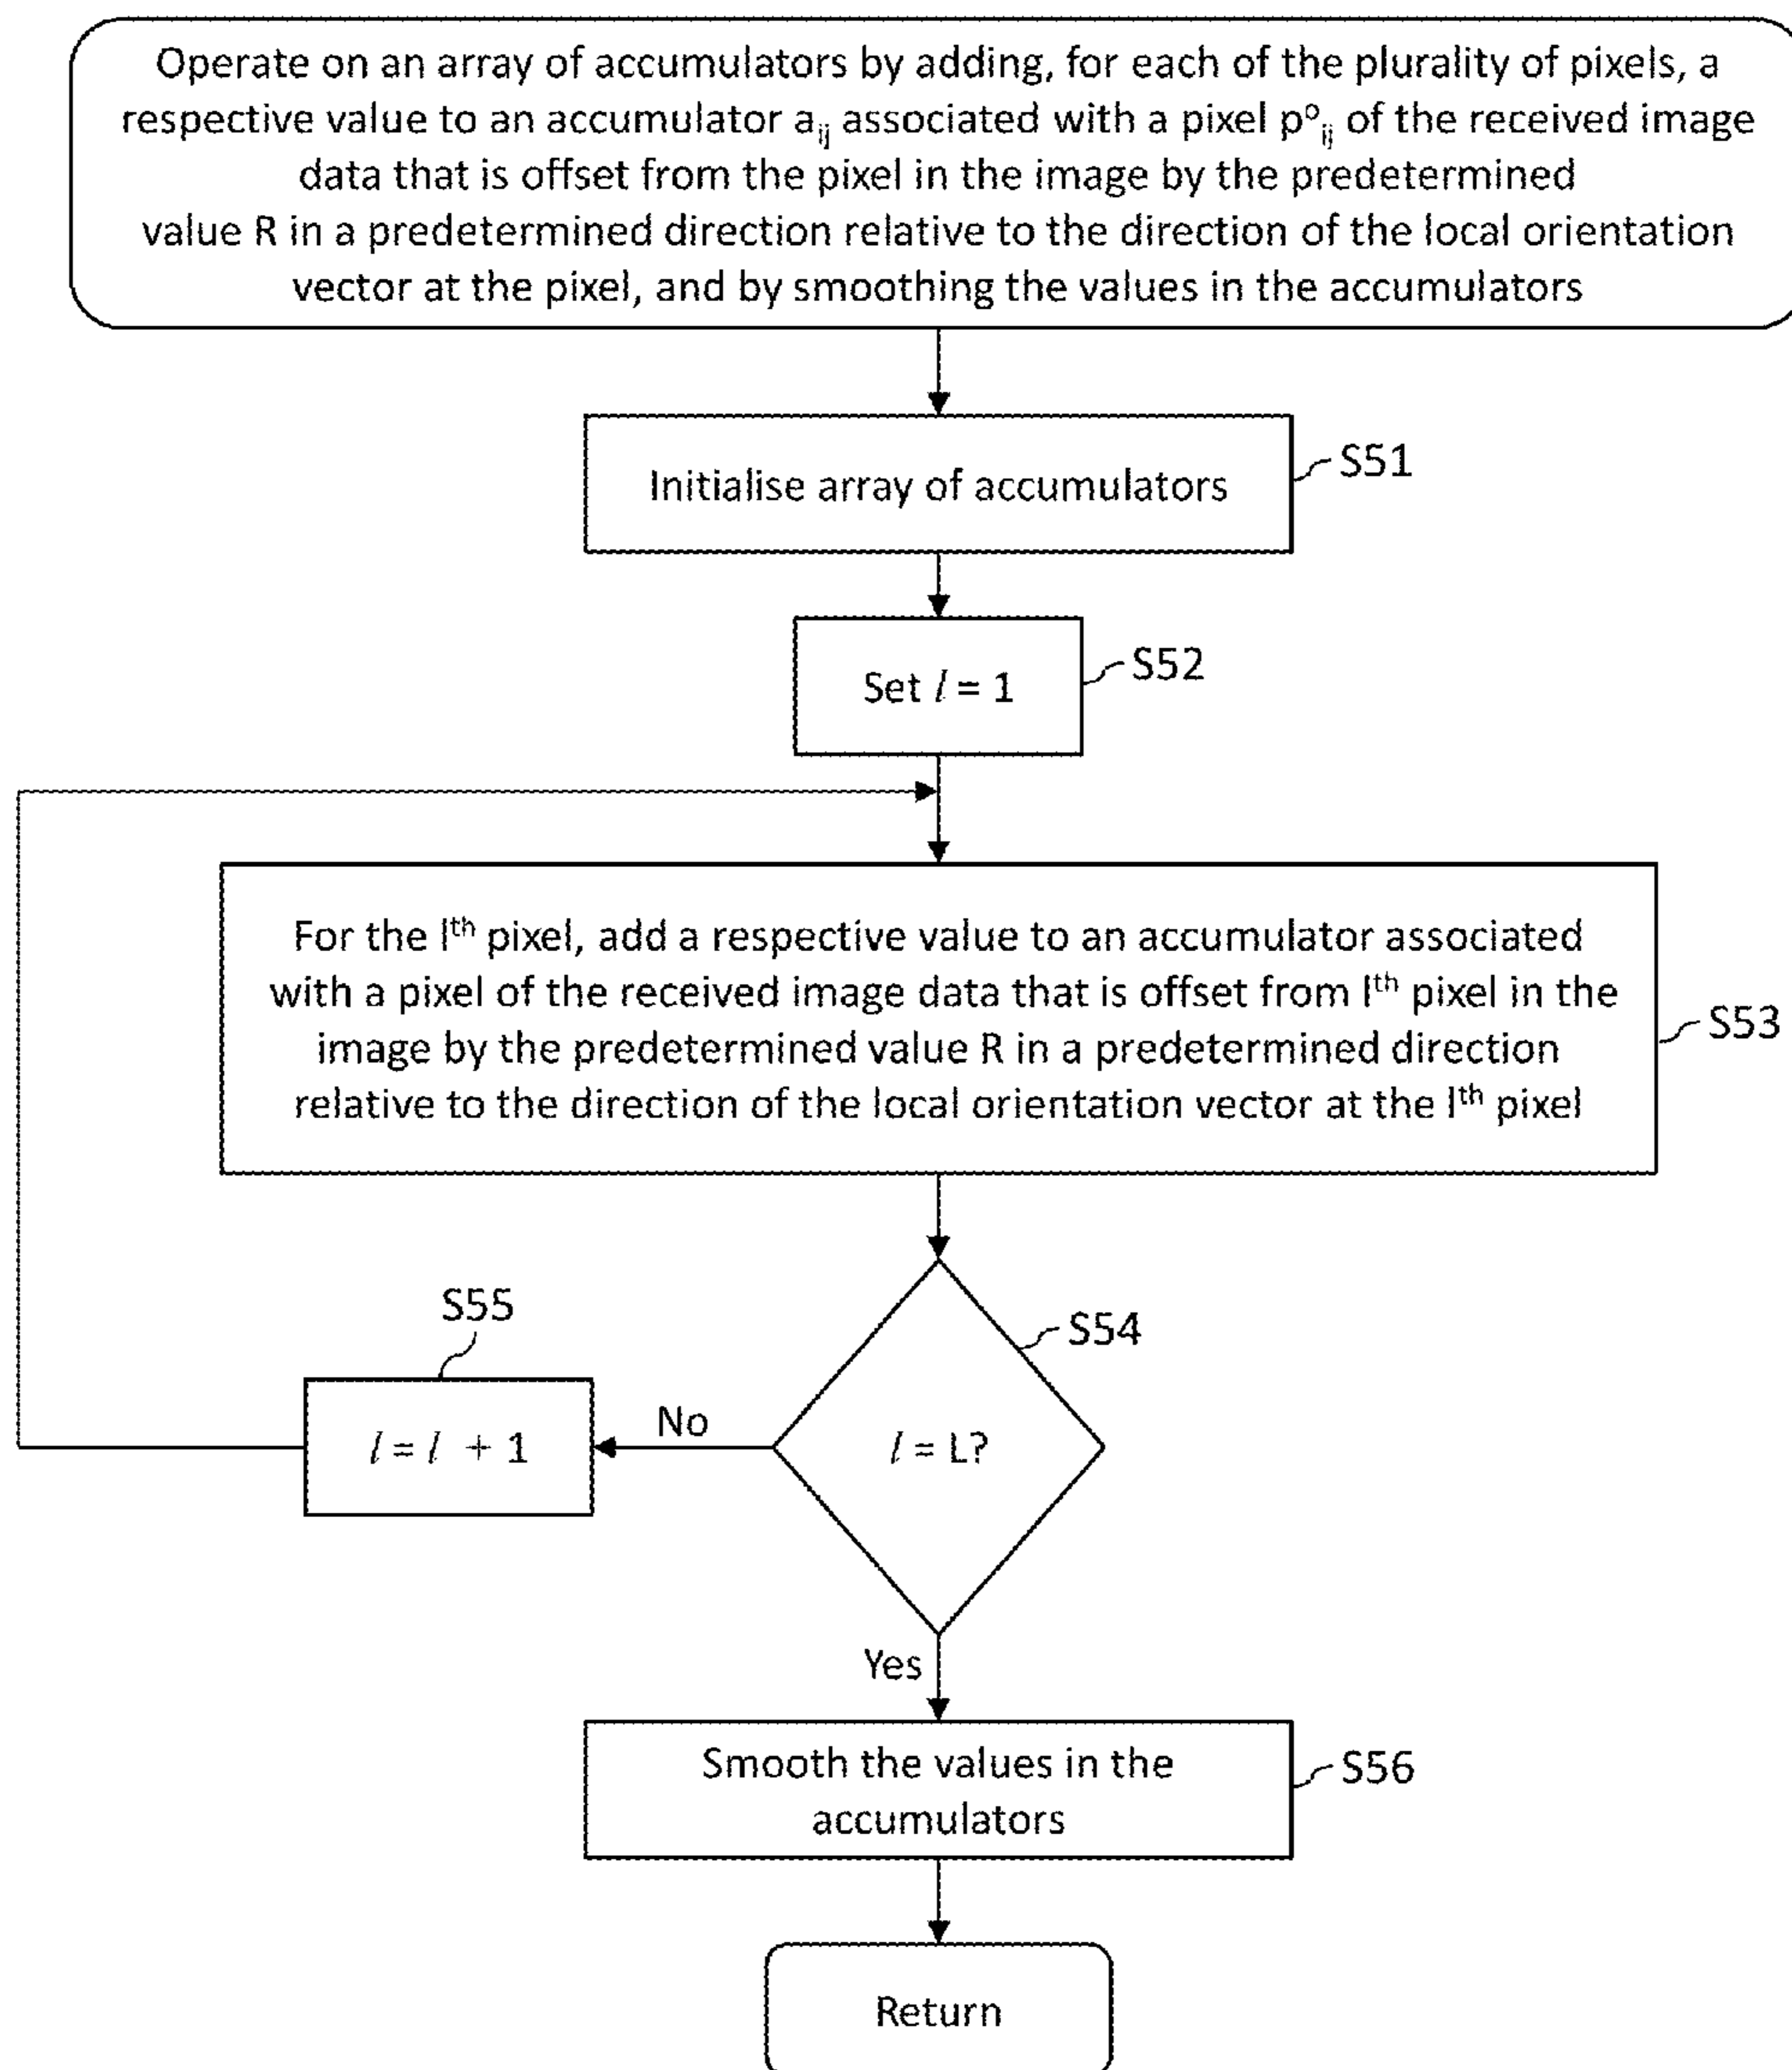 Operate on an array of accumulators by adding, for each of the plurality of pixels, a
respective value to an accumulator aᵢⱼ associated with a pixel pᵒᵢⱼ of the received image
data that is offset from the pixel in the image by the predetermined
value R in a predetermined direction relative to the direction of the local orientation
vector at the pixel, and by smoothing the values in the accumulators
Initialise array of accumulators
S51
Set l = 1
S52
For the lᵗʰ pixel, add a respective value to an accumulator associated
with a pixel of the received image data that is offset from lᵗʰ pixel in the
image by the predetermined value R in a predetermined direction
relative to the direction of the local orientation vector at the lᵗʰ pixel
S53
l = L?
S54
No
l = l + 1
S55
Yes
Smooth the values in the
accumulators
S56
Return